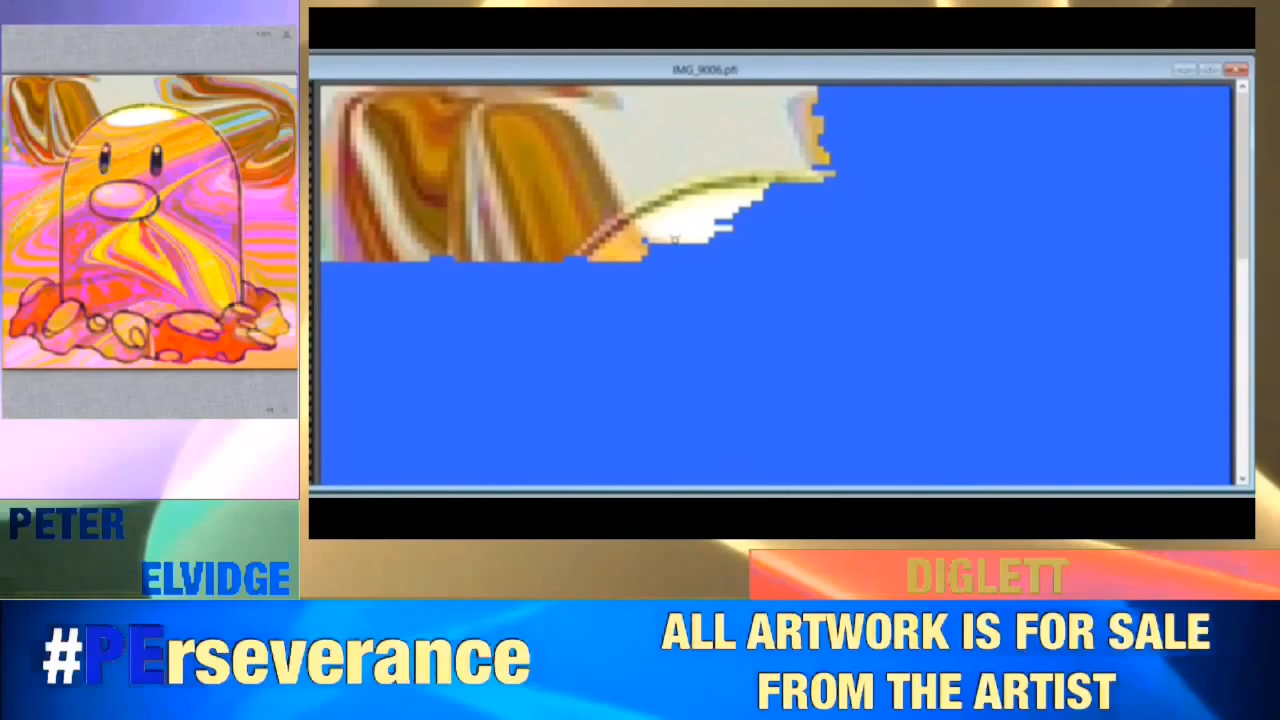 IMG_9006.pfi
PETER
ELVIDGE
DIGLETT
#PErseverance
ALL ARTWORK IS FOR SALE
FROM THE ARTIST